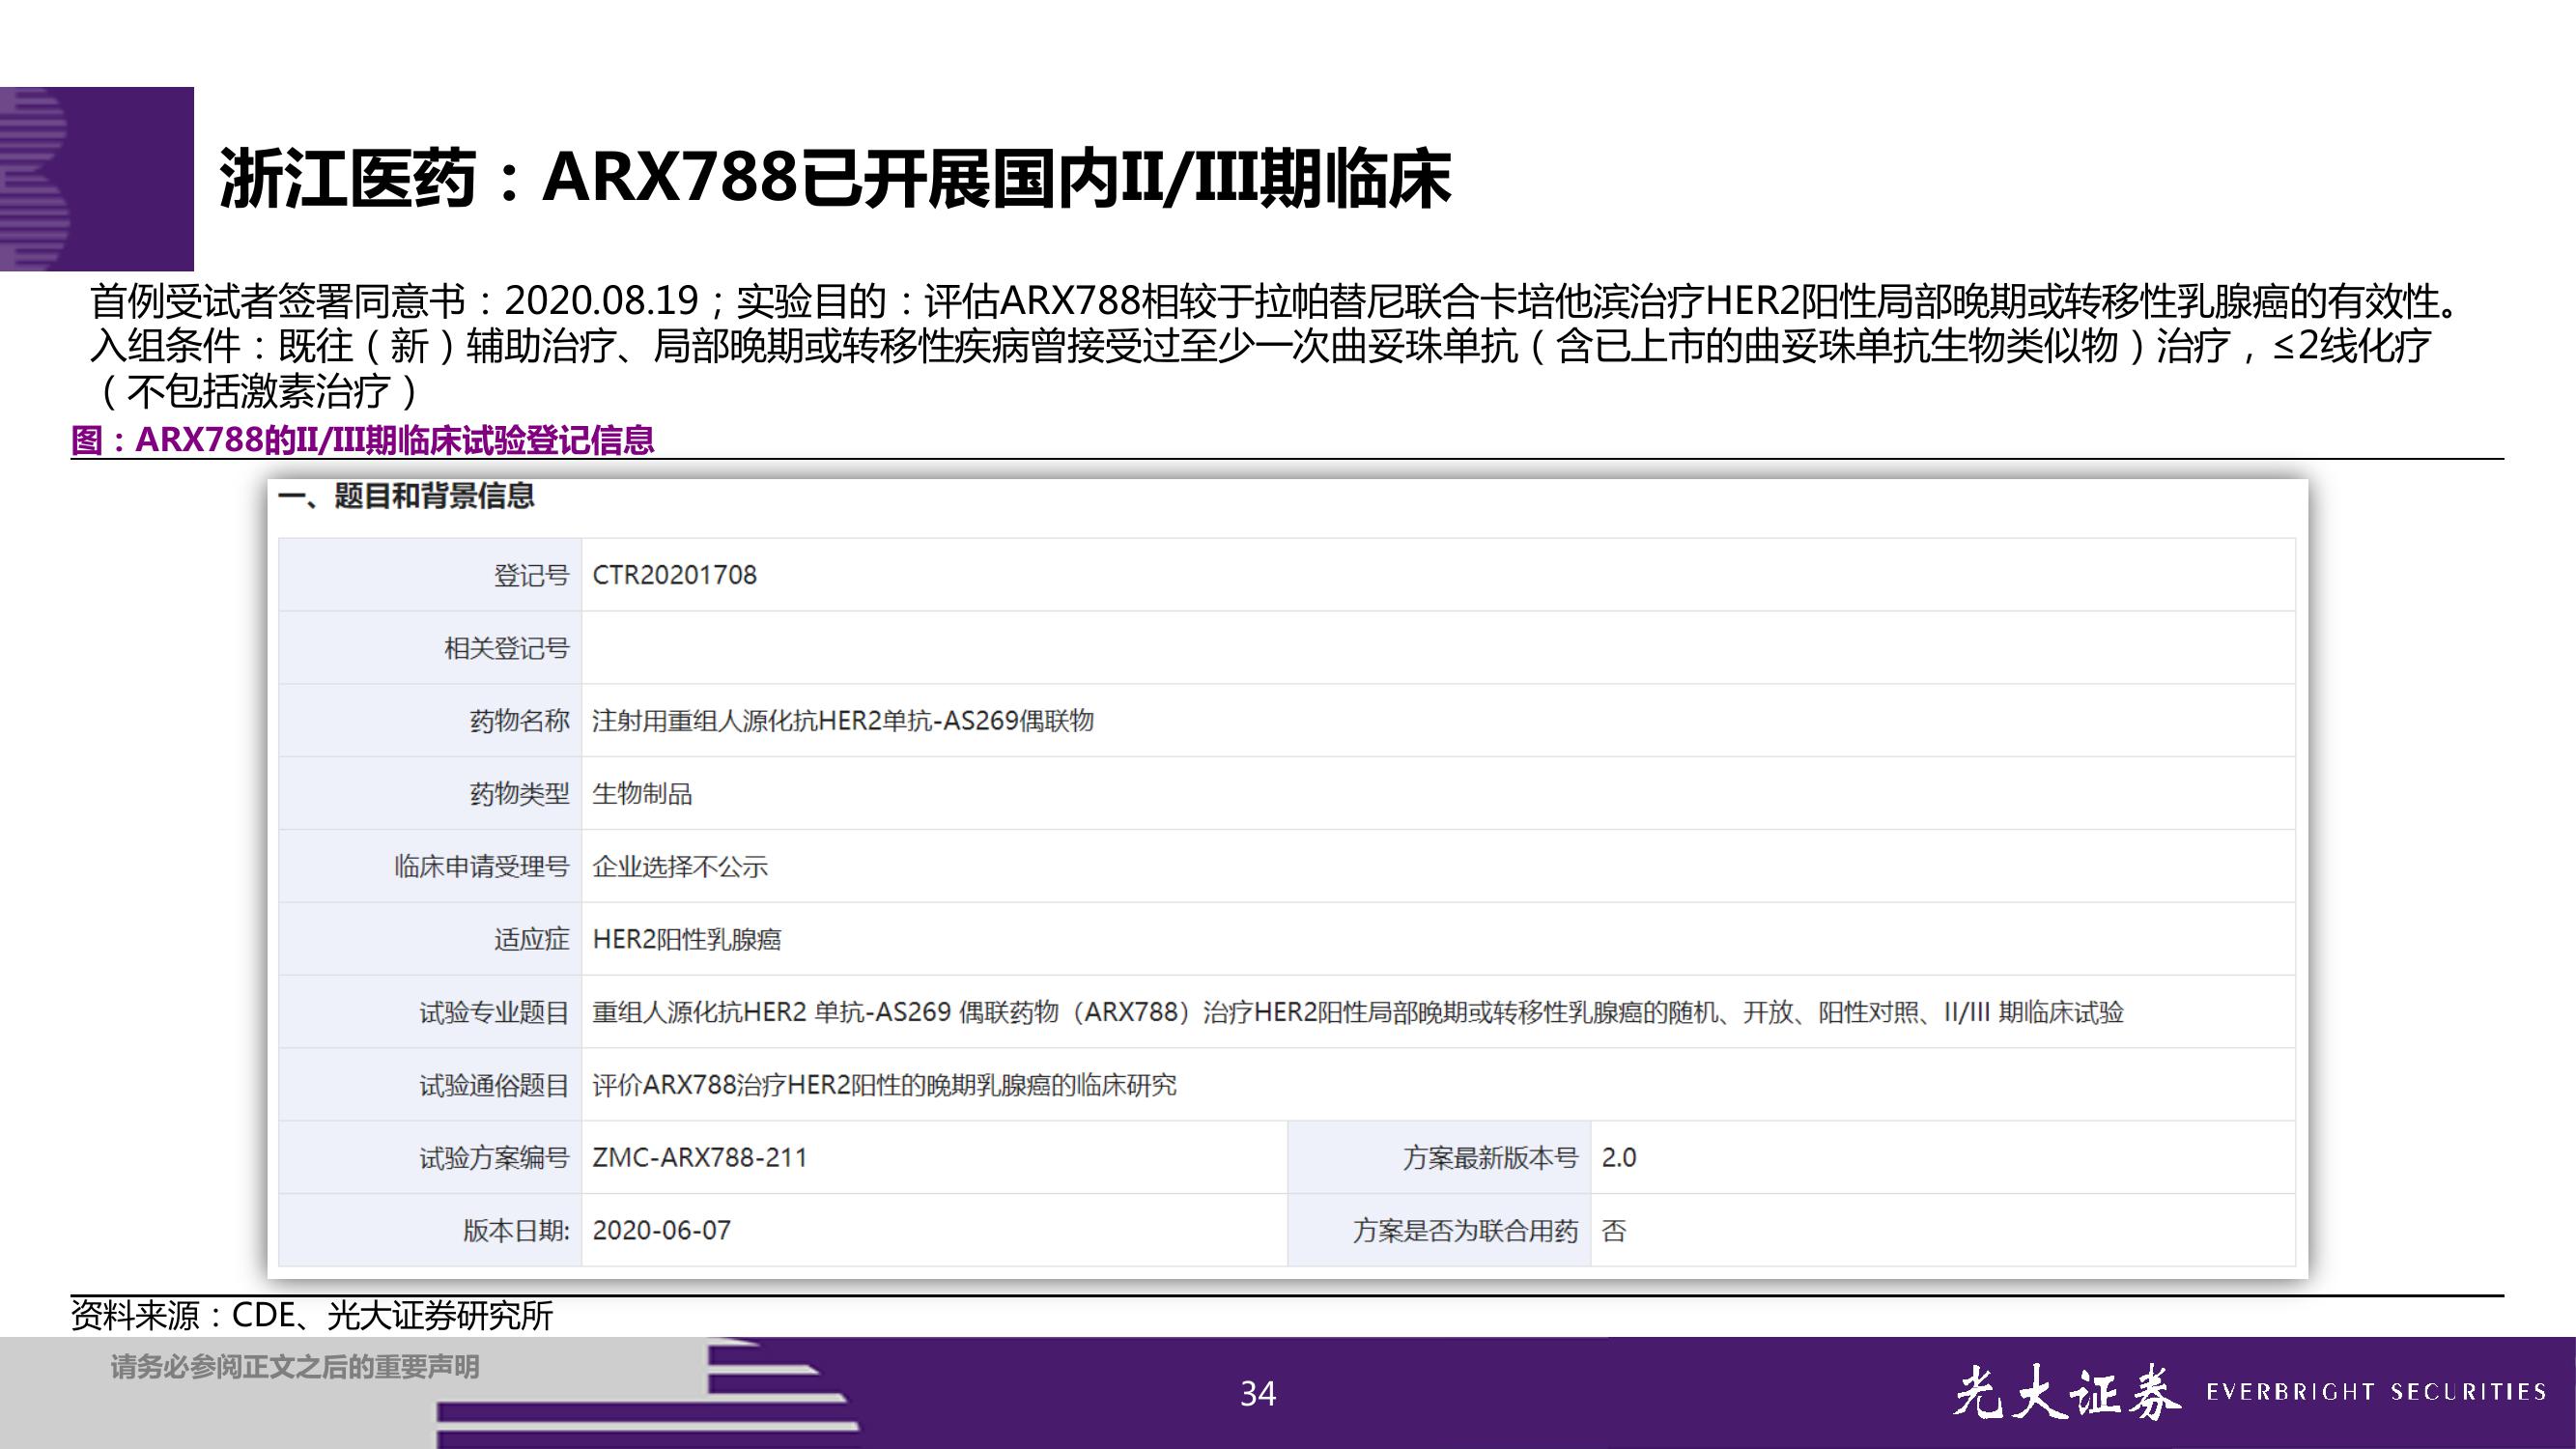 浙江医药：ARX788已开展国内II/III期临床
首例受试者签署同意书：2020.08.19；实验目的：评估ARX788相较于拉帕替尼联合卡培他滨治疗HER2阳性局部晚期或转移性乳腺癌的有效性。
入组条件：既往（新）辅助治疗、局部晚期或转移性疾病曾接受过至少一次曲妥珠单抗（含已上市的曲妥珠单抗生物类似物）治疗，≤2线化疗
（不包括激素治疗）
图：ARX788的II/III期临床试验登记信息
一、题目和背景信息
登记号 CTR20201708
相关登记号
药物名称 注射用重组人源化抗HER2单抗-AS269偶联物
药物类型 生物制品
临床申请受理号 企业选择不公示
适应症 HER2阳性乳腺癌
试验专业题目 重组人源化抗HER2 单抗-AS269 偶联药物（ARX788）治疗HER2阳性局部晚期或转移性乳腺癌的随机、开放、阳性对照、II/III 期临床试验
试验通俗题目 评价ARX788治疗HER2阳性的晚期乳腺癌的临床研究
试验方案编号 ZMC-ARX788-211 方案最新版本号 2.0
版本日期: 2020-06-07 方案是否为联合用药 否
资料来源：CDE、光大证券研究所
请务必参阅正文之后的重要声明
34
光大证券 EVERBRIGHT SECURITIES